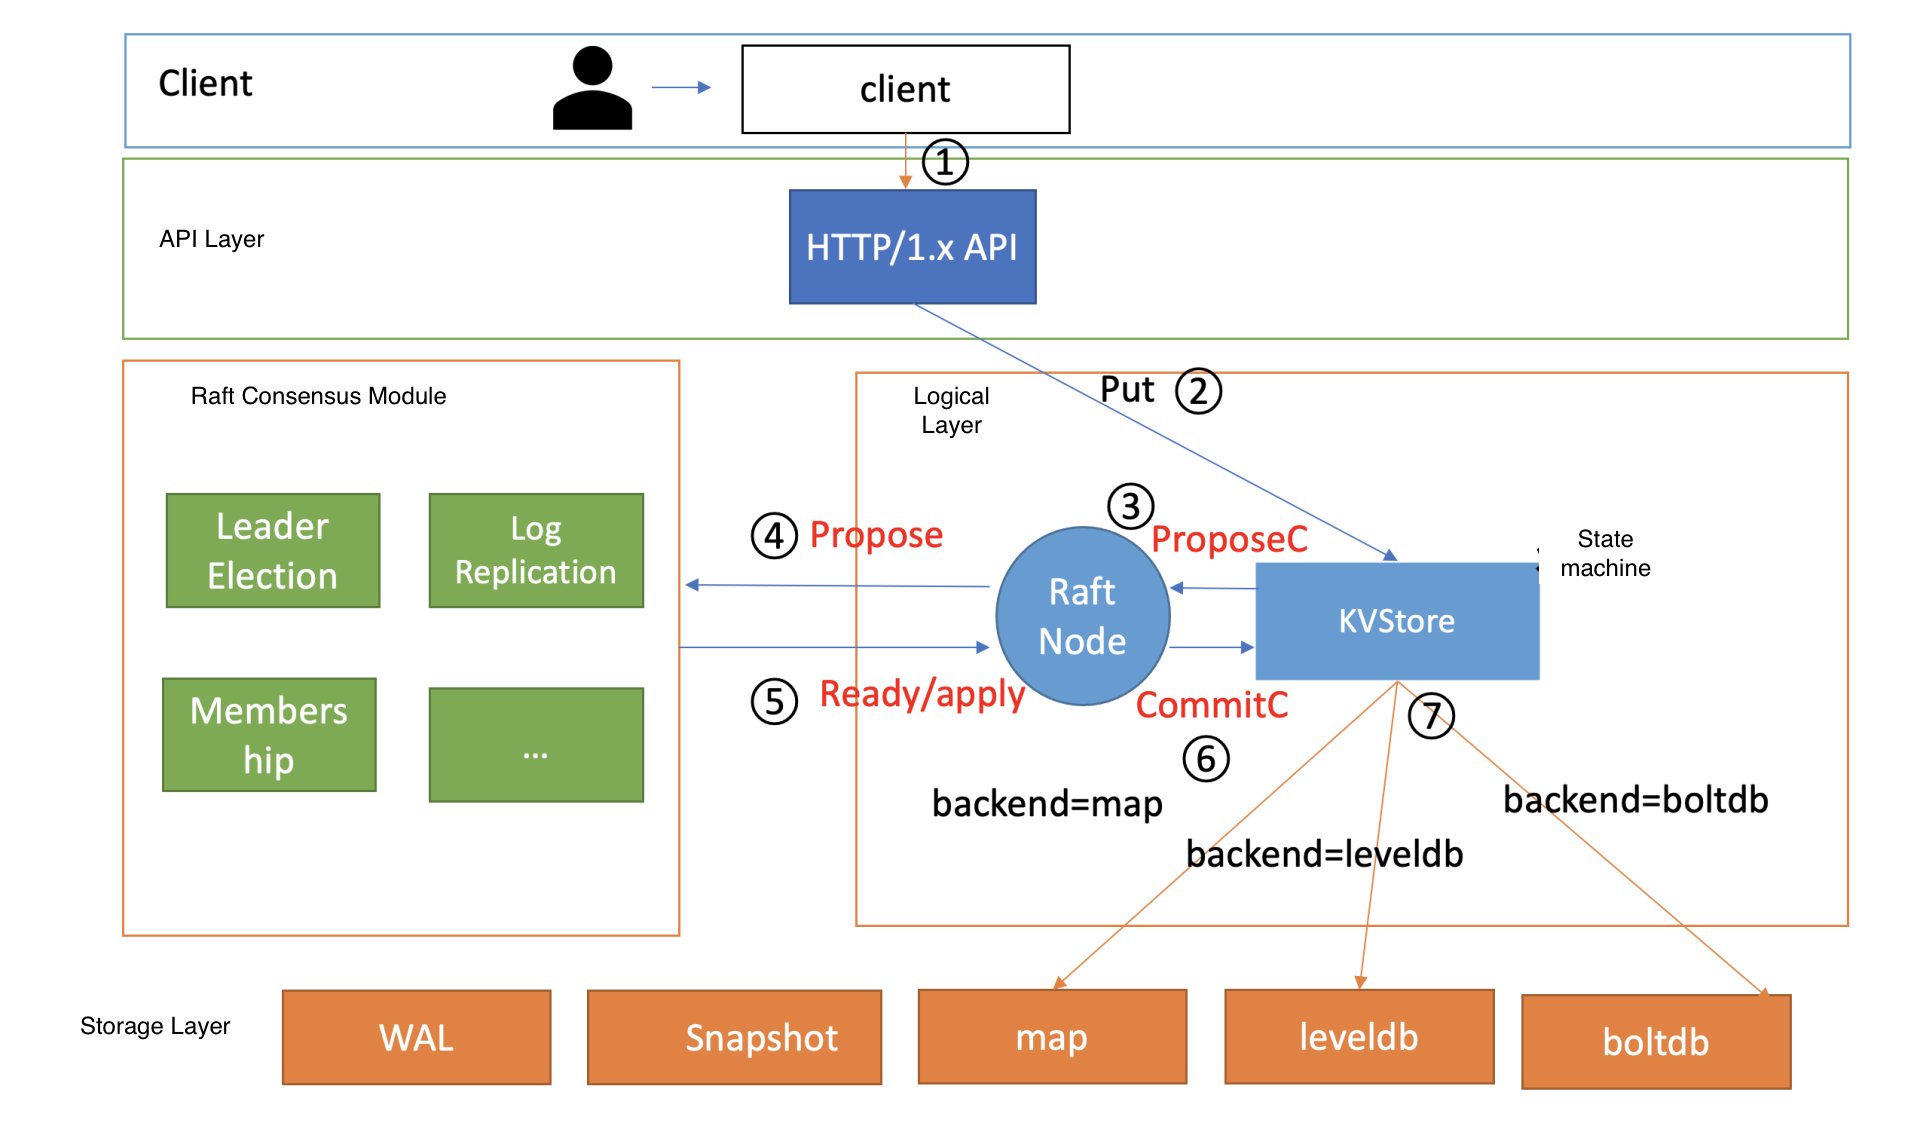 Client
client
①
API Layer
HTTP/1.x API
Raft Consensus Module
Logical
Layer
Put ②
Leader
Election
Log
Replication
Members
hip
...
④ Propose
③
ProposeC
Raft
Node
KVStore
State
machine
⑤ Ready/apply
CommitC
⑥
⑦
backend=map
backend=leveldb
backend=boltdb
Storage Layer
WAL
Snapshot
map
leveldb
boltdb